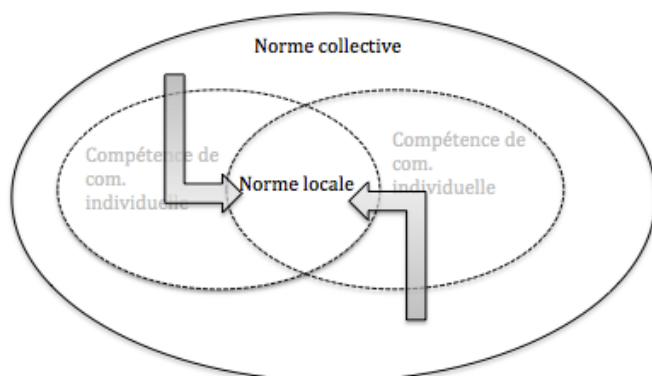 Norme collective
Compétence de
com.
individuelle
Norme locale
Compétence de
com.
individuelle